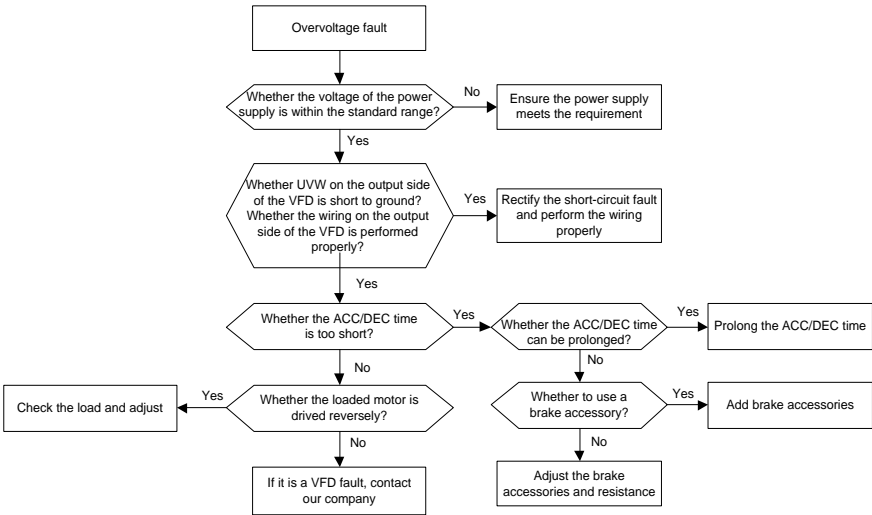 Overvoltage fault
Whether the voltage of the power
supply is within the standard range?
No
Ensure the power supply
meets the requirement
Yes
Whether UVW on the output side
of the VFD is short to ground?
Whether the wiring on the output
side of the VFD is performed
properly?
Yes
Rectify the short-circuit fault
and perform the wiring
properly
Yes
Whether the ACC/DEC time
is too short?
Yes
Whether the ACC/DEC time
can be prolonged?
Yes
Prolong the ACC/DEC time
No
No
Check the load and adjust
Yes
Whether the loaded motor is
drived reversely?
Whether to use a
brake accessory?
Yes
Add brake accessories
No
No
If it is a VFD fault, contact
our company
Adjust the brake
accessories and resistance